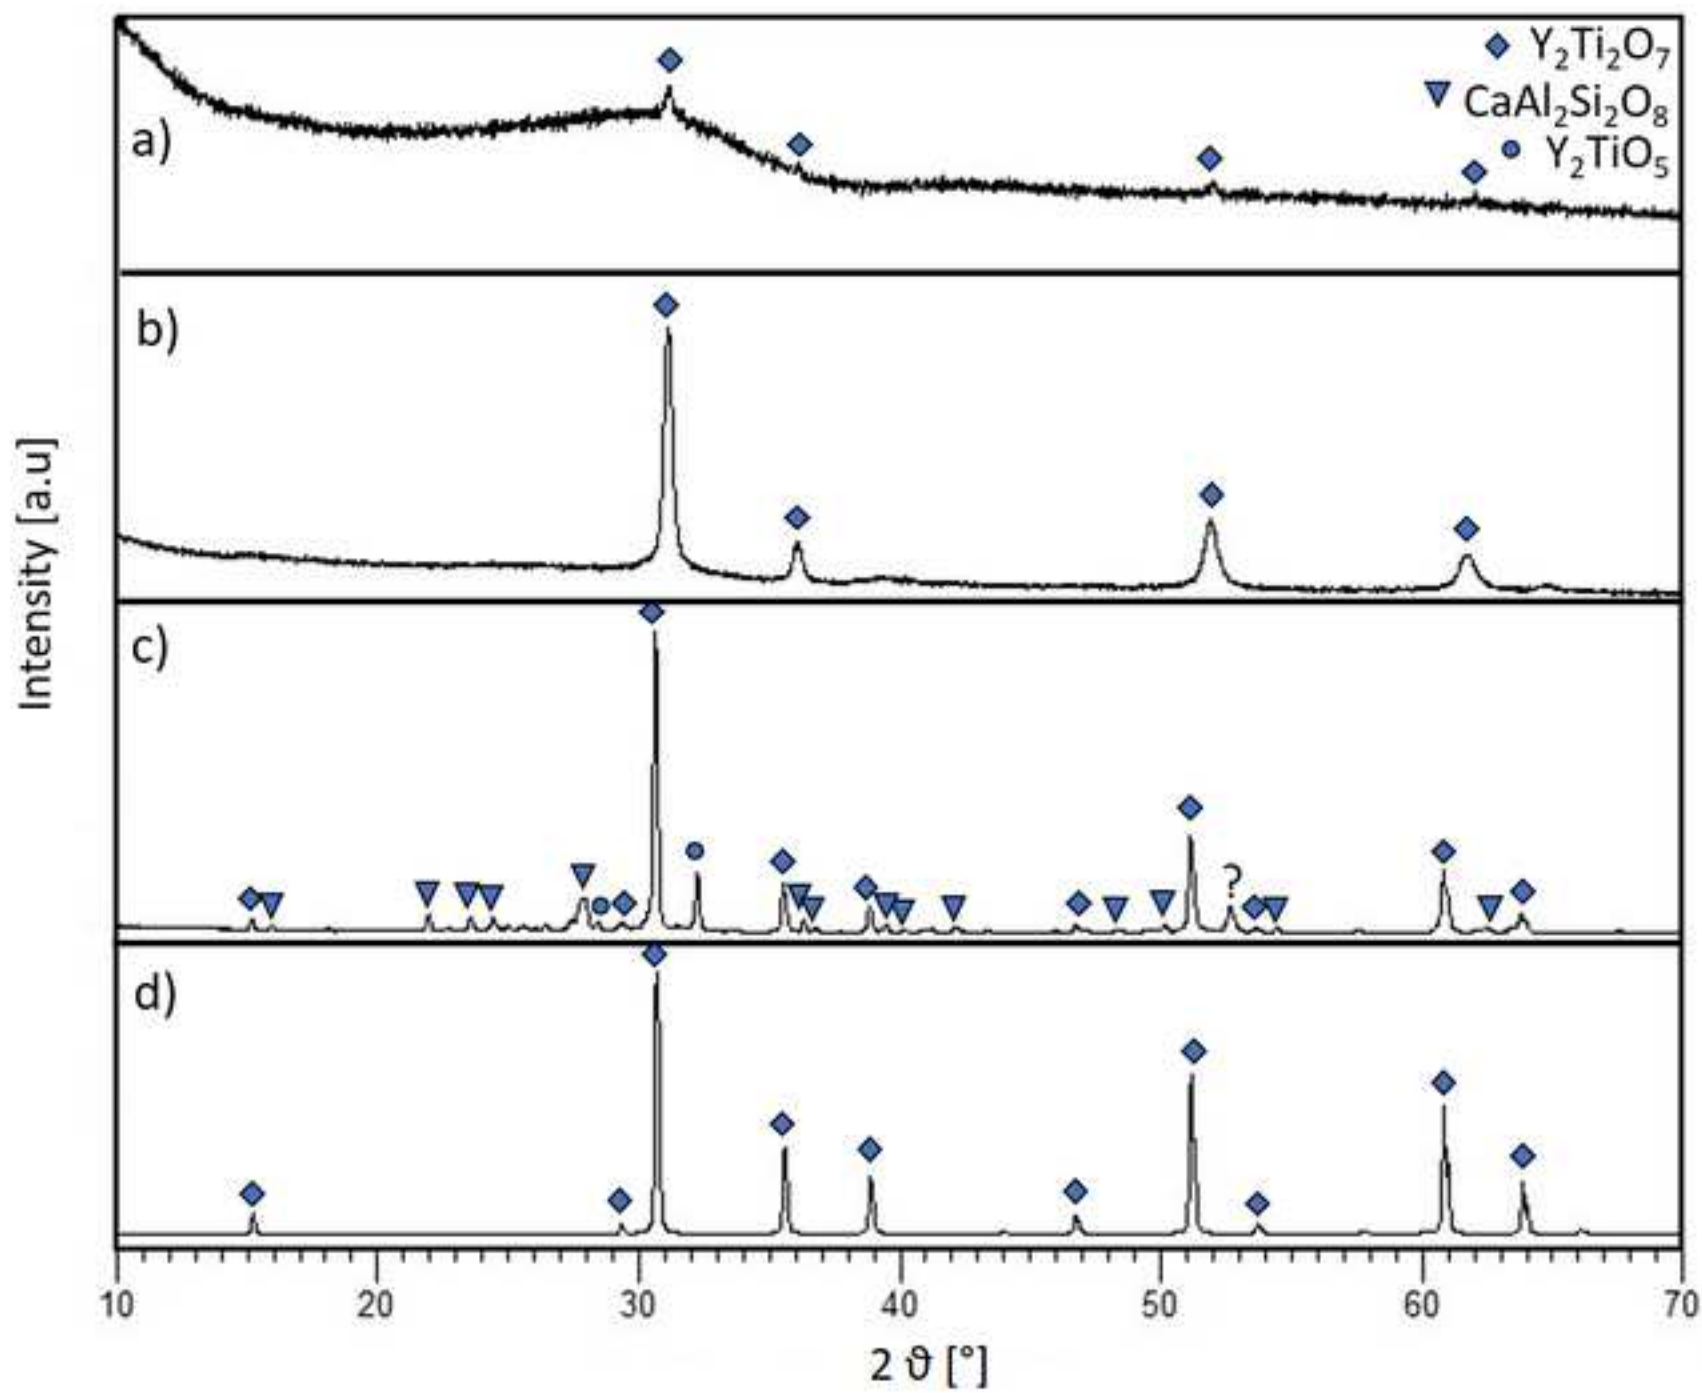 Y₂Ti₂O₇
CaAl₂Si₂O₈
Y₂TiO₅
a)
b)
c)
?
d)
Intensity [a.u]
10 20 30 40 50 60 70
2 ϑ [°]